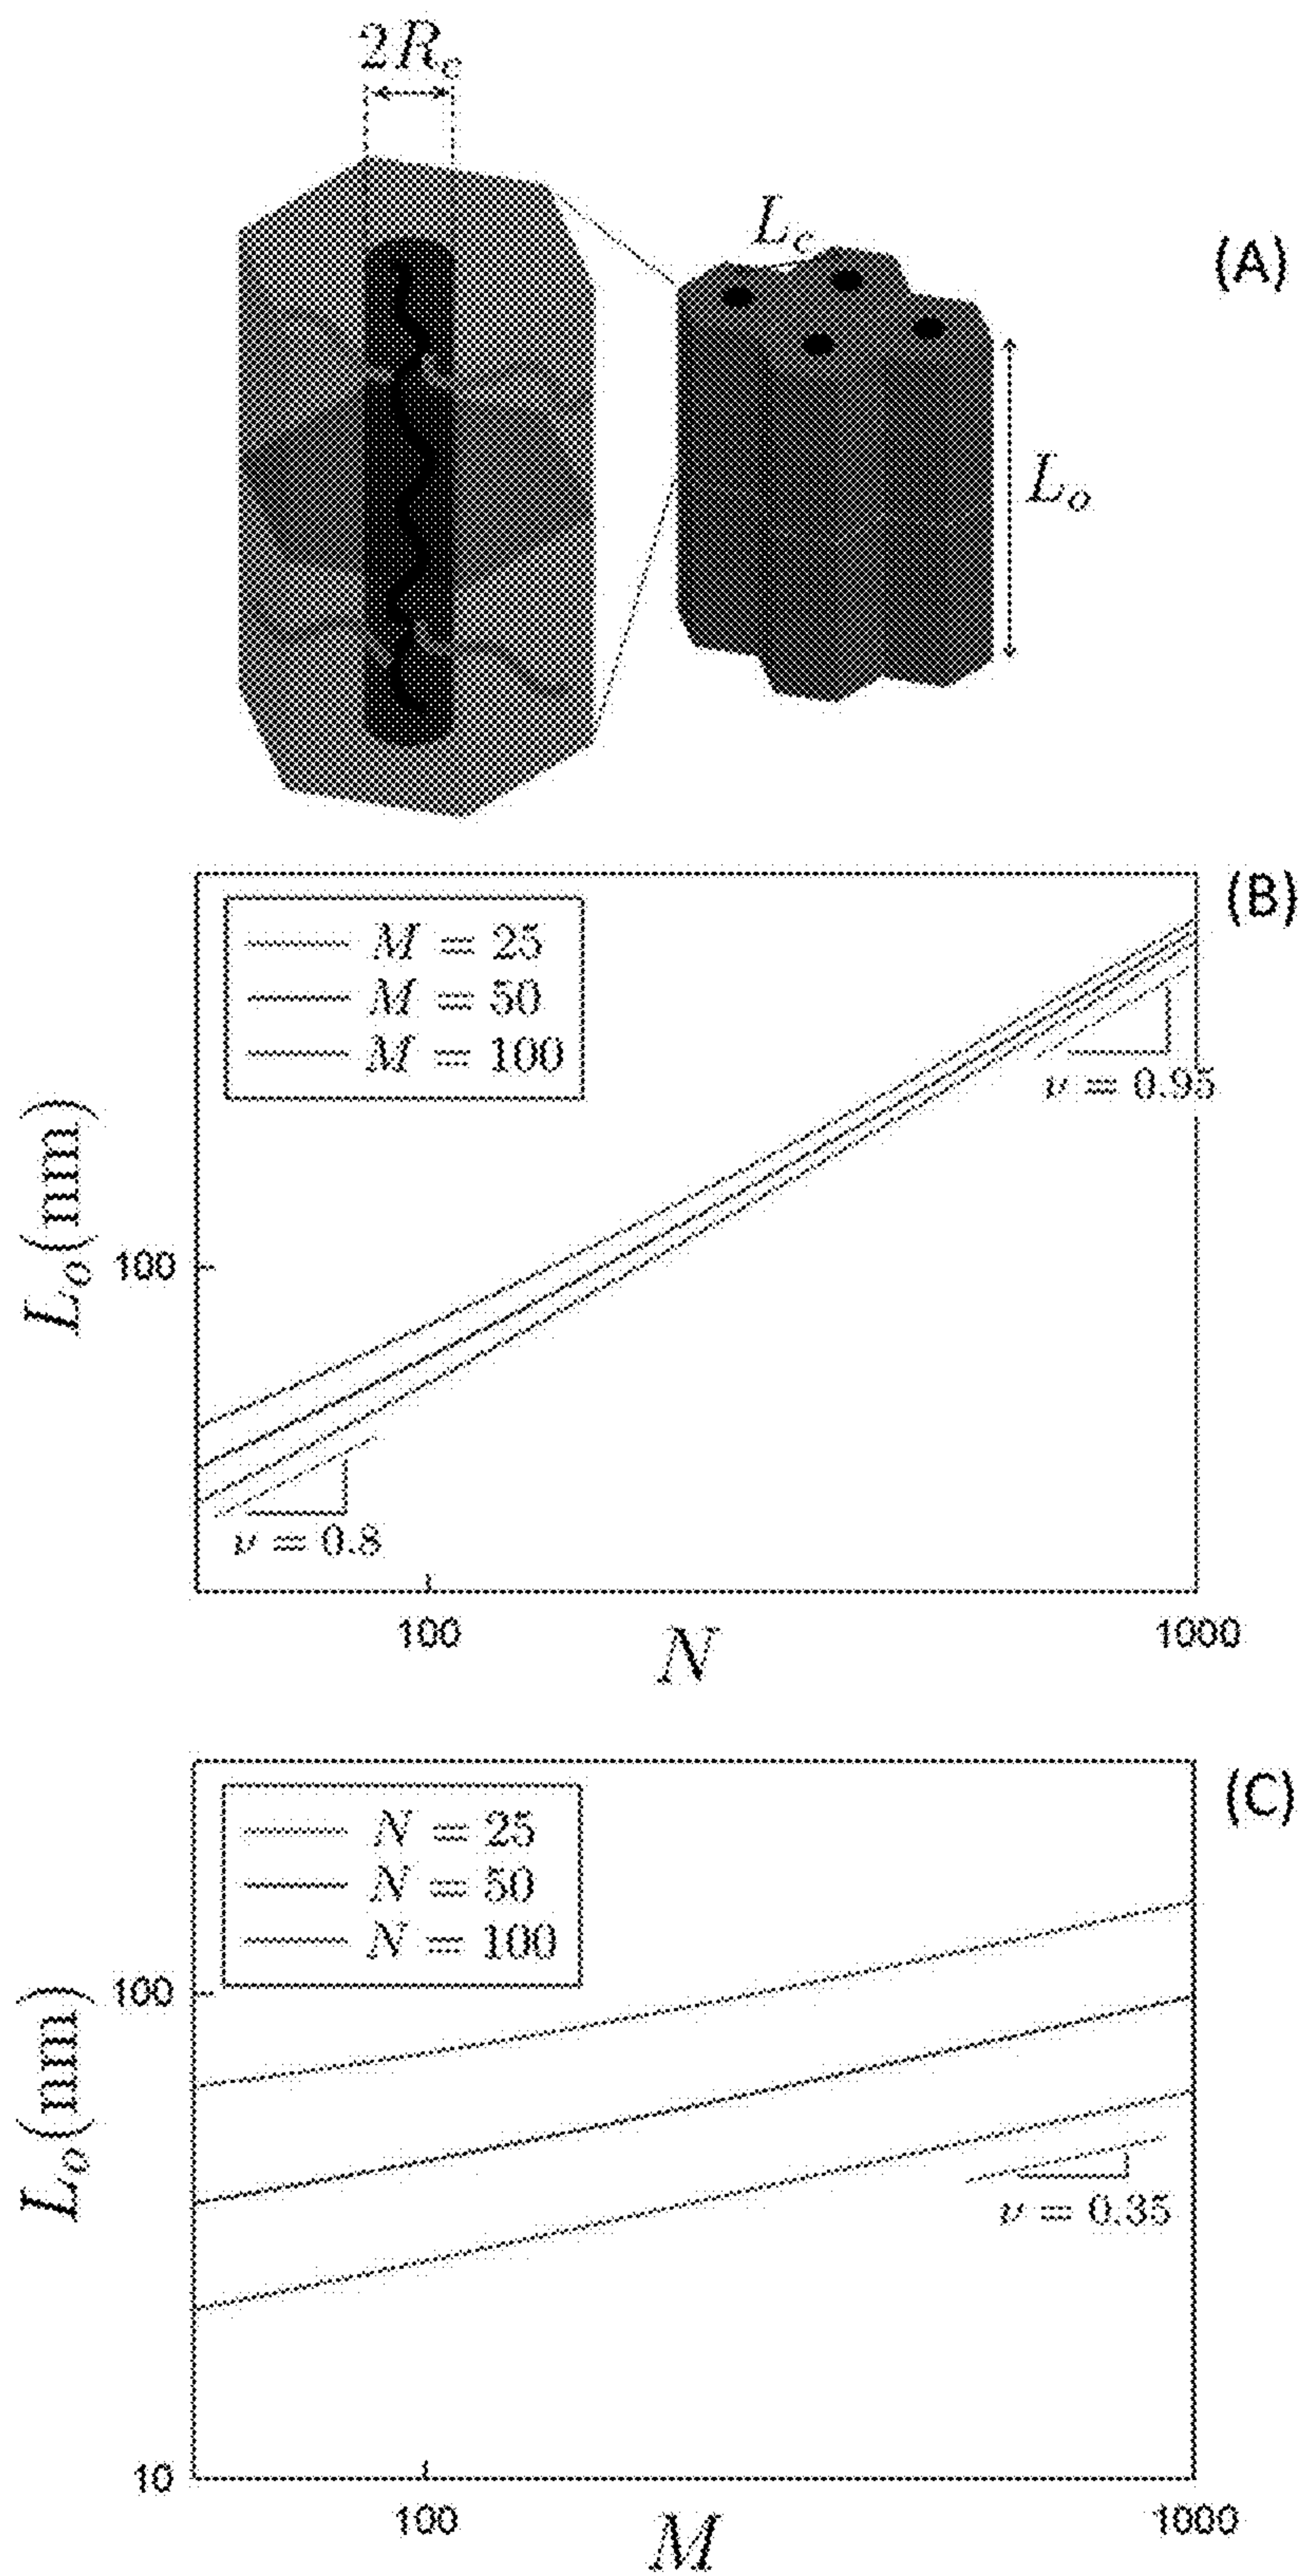 2R_c
L_c
(A)
L_o
(B)
M = 25
M = 50
M = 100
ν = 0.95
L_o(nm)
100
ν = 0.8
100
1000
N
(C)
N = 25
N = 50
N = 100
100
L_o(nm)
ν = 0.35
10
100
1000
M